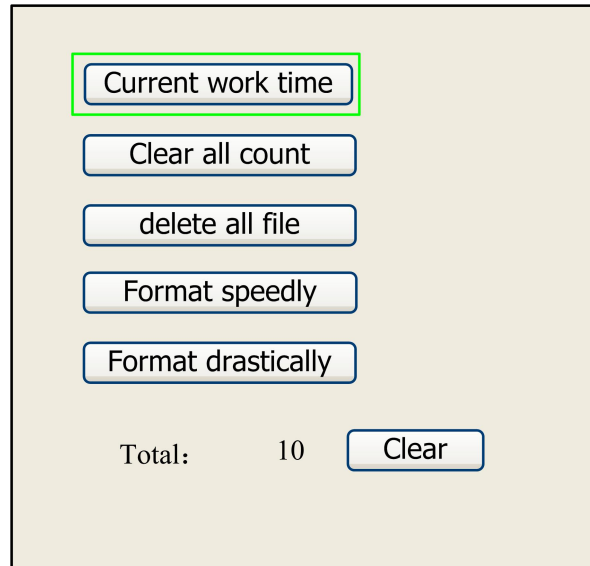 Current work time
Clear all count
delete all file
Format speedly
Format drastically
Total： 10 Clear